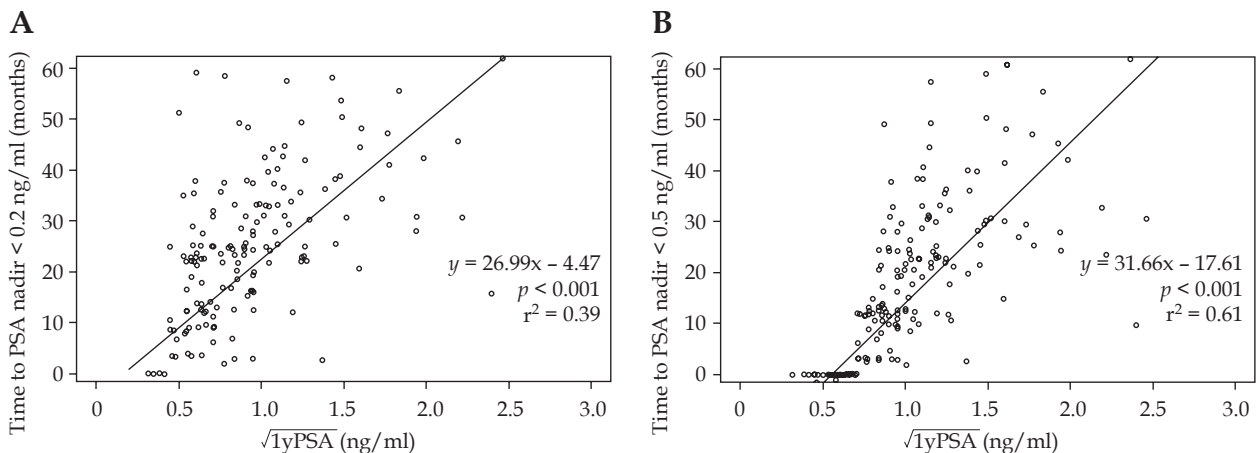 A
Time to PSA nadir < 0.2 ng/ml (months)
60
50
40
30
20
10
0
y = 26.99x – 4.47
p < 0.001
r² = 0.39
0 0.5 1.0 1.5 2.0 2.5 3.0
√1yPSA (ng/ml)
B
Time to PSA nadir < 0.5 ng/ml (months)
60
50
40
30
20
10
0
y = 31.66x – 17.61
p < 0.001
r² = 0.61
0 0.5 1.0 1.5 2.0 2.5 3.0
√1yPSA (ng/ml)